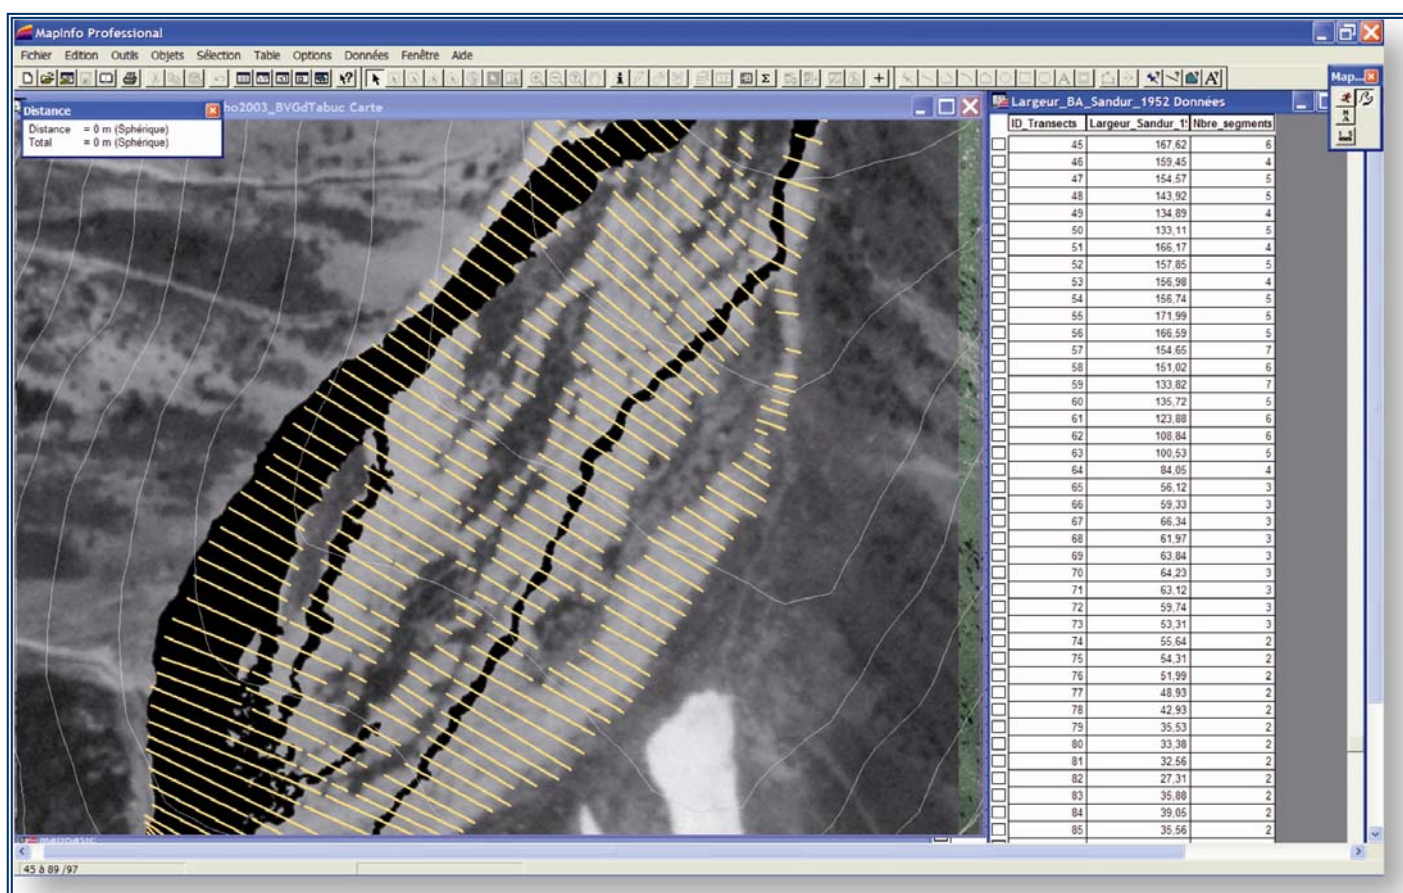 MapInfo Professional
Fichier Edition Outils Objets Sélection Table Options Données Fenêtre Aide
Map...
Distance
ho2003_BVGdTabuc Carte
Largeur_BA_Sandur_1952 Données
Distance = 0 m (Sphérique)
Total = 0 m (Sphérique)
ID_Transects Largeur_Sandur_1! Nbre_segments
45 167,62 6
46 159,45 4
47 154,57 5
48 143,92 5
49 134,89 4
50 133,11 5
51 166,17 4
52 157,85 5
53 156,98 4
54 156,74 5
55 171,99 5
56 166,59 5
57 154,65 7
58 151,02 6
59 133,82 7
60 135,72 5
61 123,88 6
62 108,84 6
63 100,53 5
64 84,05 4
65 56,12 3
66 59,33 3
67 66,34 3
68 61,97 3
69 63,84 3
70 64,23 3
71 63,12 3
72 59,74 3
73 53,31 3
74 55,64 2
75 54,31 2
76 51,99 2
77 48,93 2
78 42,93 2
79 35,53 2
80 33,38 2
81 32,56 2
82 27,31 2
83 35,88 2
84 39,05 2
85 35,56 2
45 à 89 /97